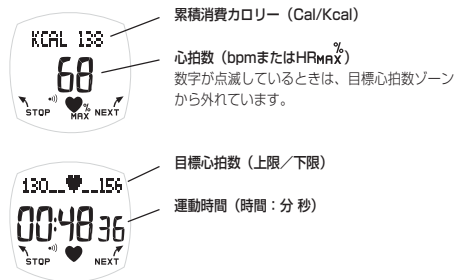 累積消費カロリー（Cal/Kcal）
KCAL 138
心拍数（bpmまたはHRMAX%）
68
数字が点滅しているときは、目標心拍数ゾーン
から外れています。
STOP
%
MAX
NEXT
目標心拍数（上限／下限）
130__♥__156
運動時間（時間：分 秒）
00:48 36
STOP
NEXT